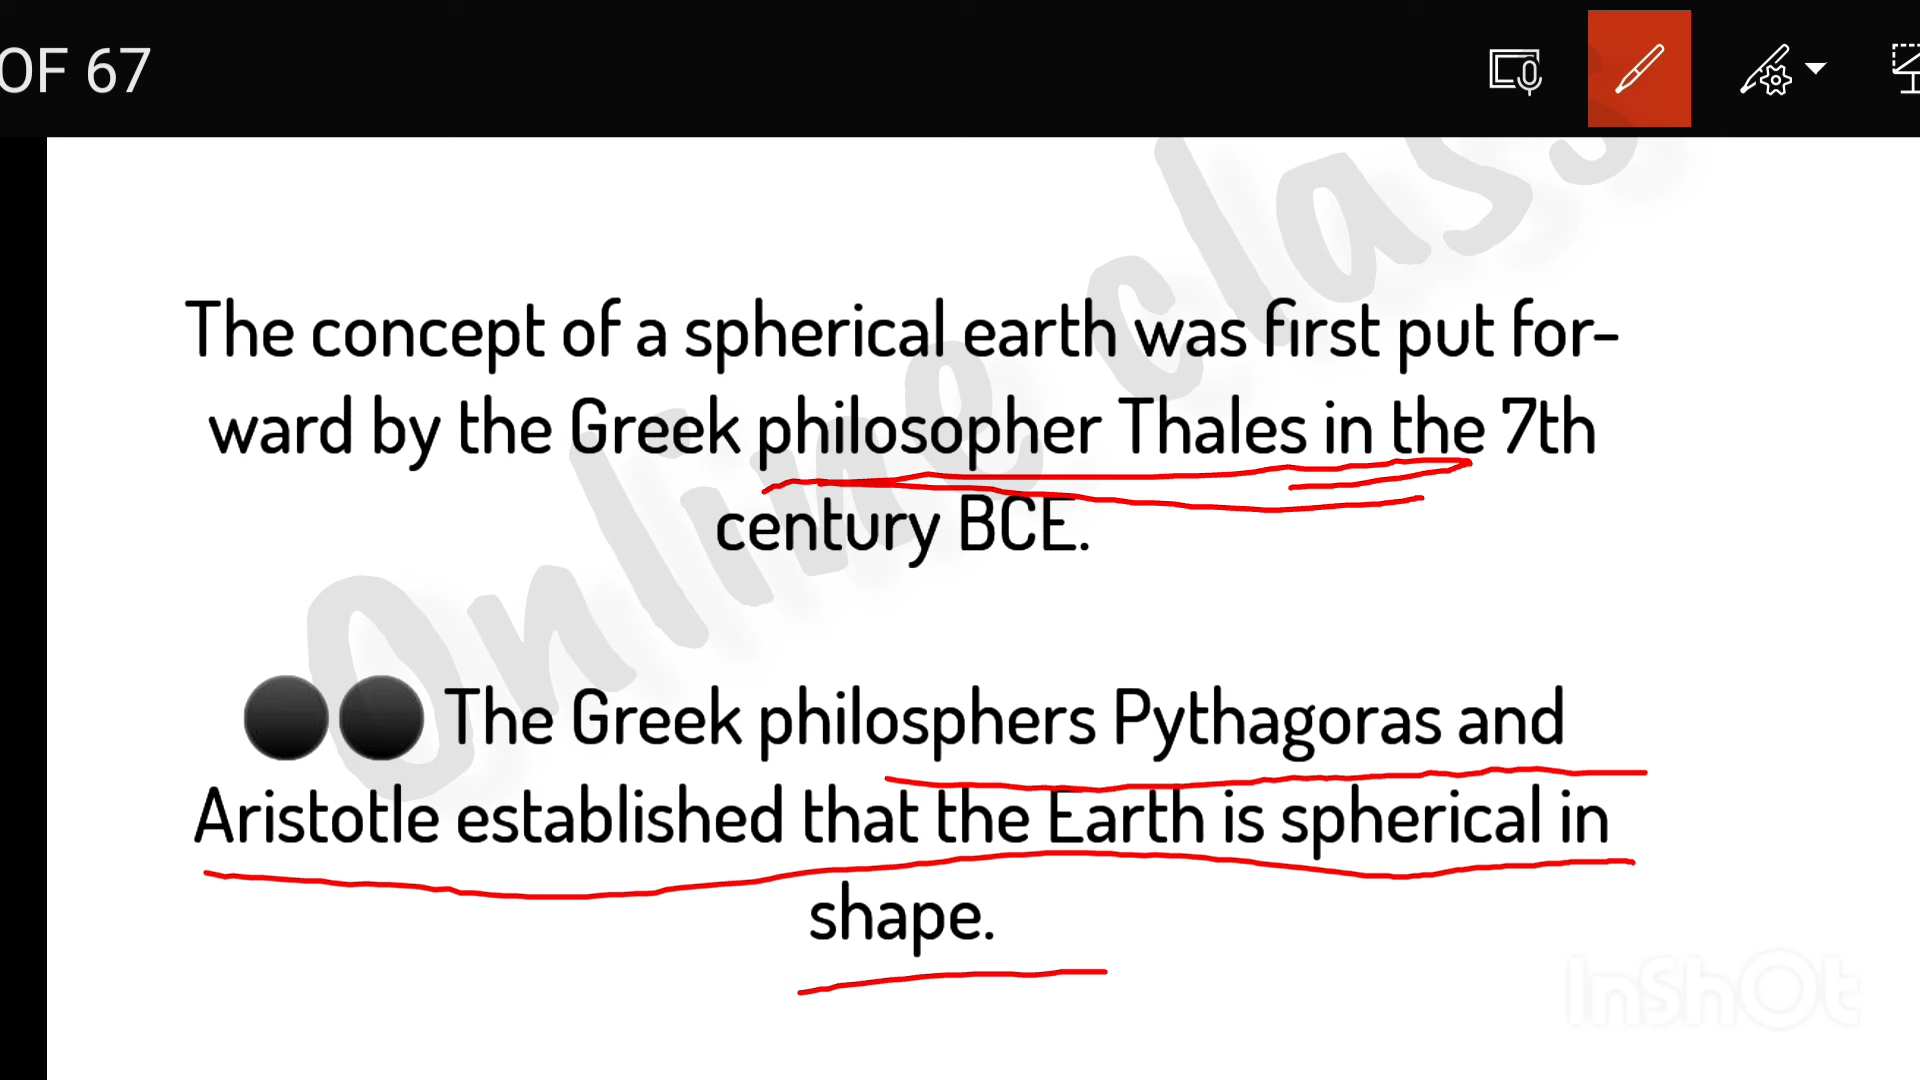 OF 67
The concept of a spherical earth was first put for-
ward by the Greek philosopher Thales in the 7th
century BCE.
The Greek philosphers Pythagoras and
Aristotle established that the Earth is spherical in
shape.
Online class
InShOt